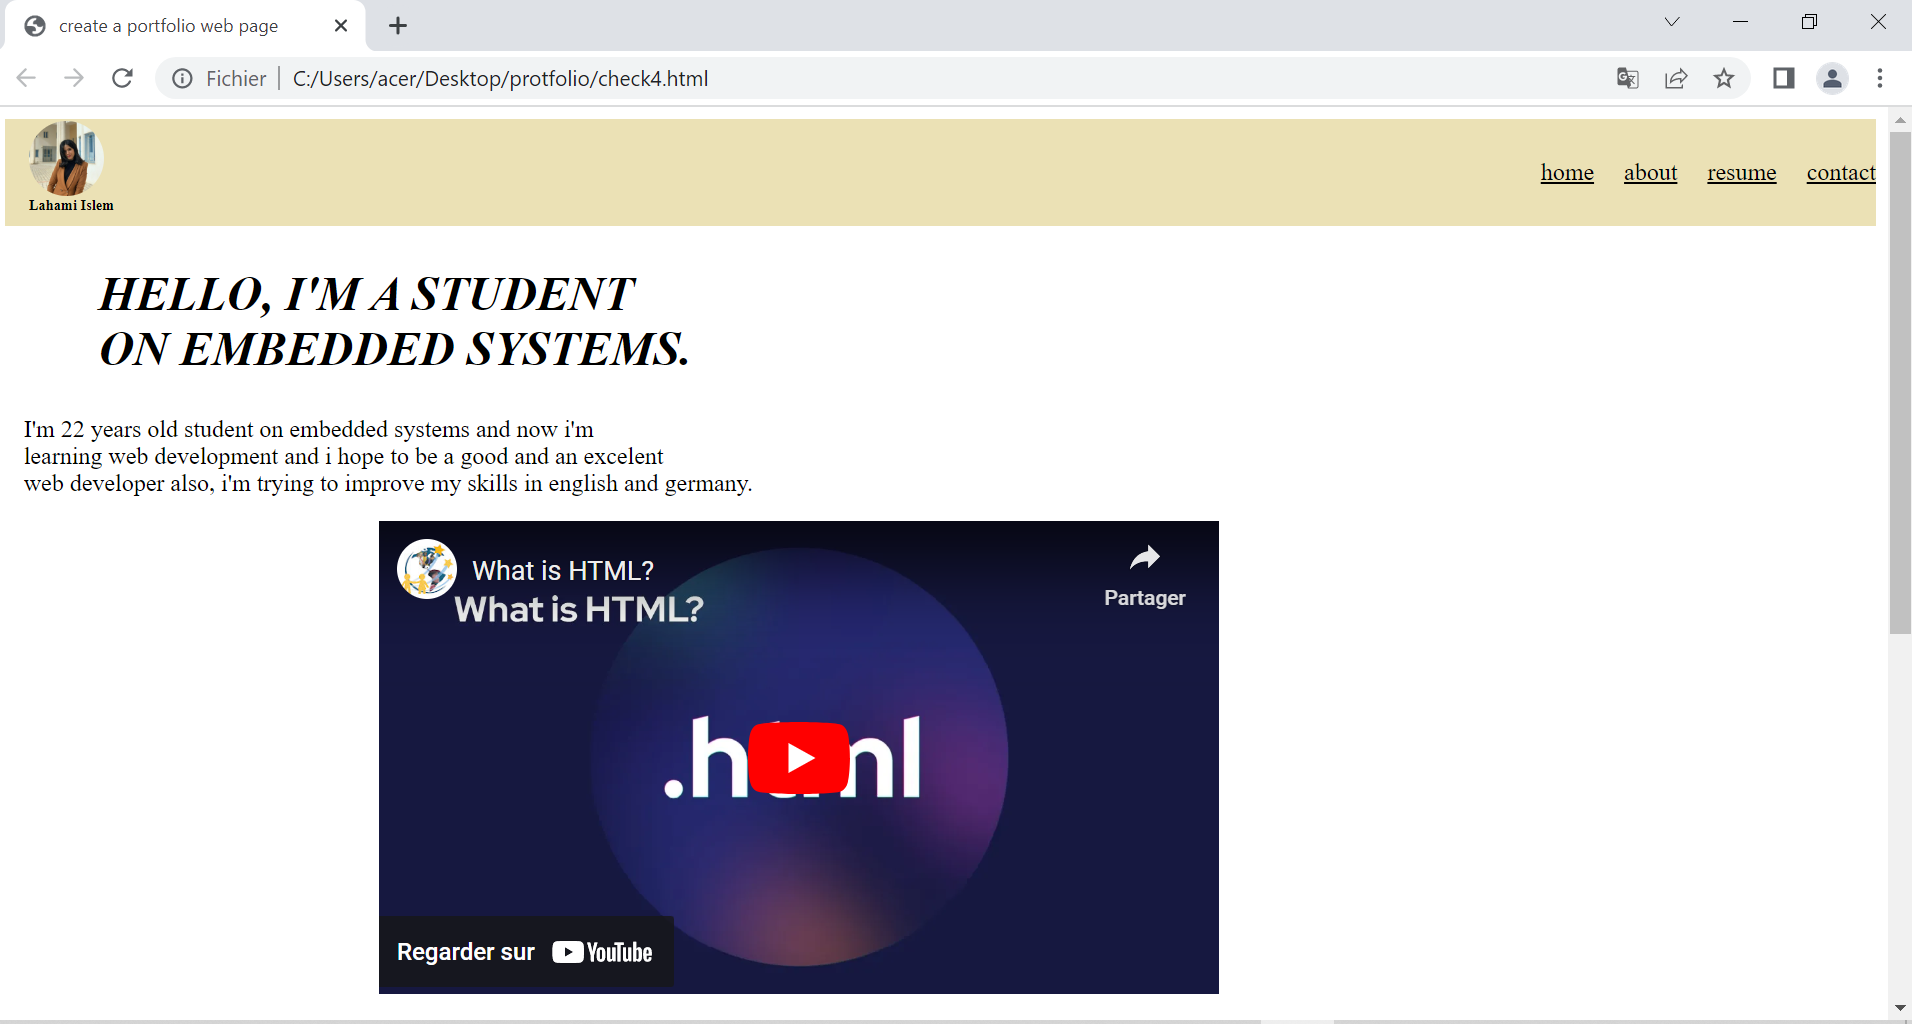 create a portfolio web page
Fichier C:/Users/acer/Desktop/protfolio/check4.html
Lahami Islem
home about resume contact
HELLO, I'M A STUDENT
ON EMBEDDED SYSTEMS.
I'm 22 years old student on embedded systems and now i'm
learning web development and i hope to be a good and an excelent
web developer also, i'm trying to improve my skills in english and germany.
What is HTML?
What is HTML?
Partager
.html
Regarder sur YouTube